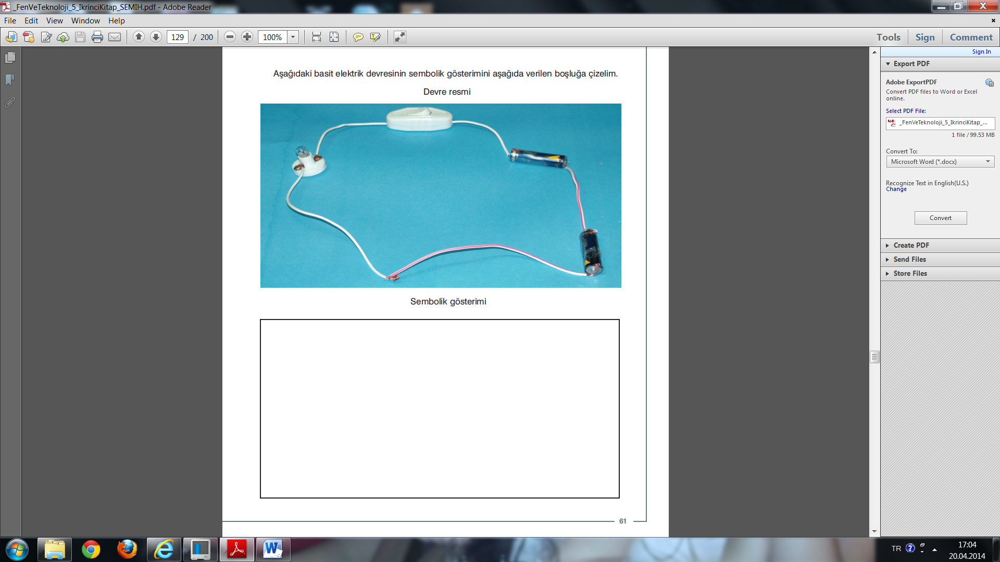 _FenVeTeknoloji_5_IkrinciKitap_SEMIH.pdf - Adobe Reader
File Edit View Window Help
129 / 200 100% Tools Sign Comment
Sign In
Export PDF
Adobe ExportPDF
Convert PDF files to Word or Excel
online.
Select PDF File:
_FenVeTeknoloji_5_IkrinciKitap_...
1 file / 99.53 MB
Convert To:
Microsoft Word (*.docx)
Recognize Text in English(U.S.)
Change
Convert
Create PDF
Send Files
Store Files
Aşağıdaki basit elektrik devresinin sembolik gösterimini aşağıda verilen boşluğa çizelim.
Devre resmi
Sembolik gösterimi
61
TR
17:04
20.04.2014